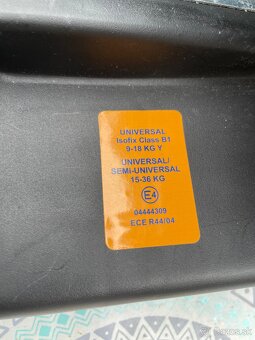 UNIVERSAL
Isofix Class B1
9-18 KG Y
UNIVERSAL/
SEMI-UNIVERSAL
15-36 KG
E4
04444309
ECE R44/04